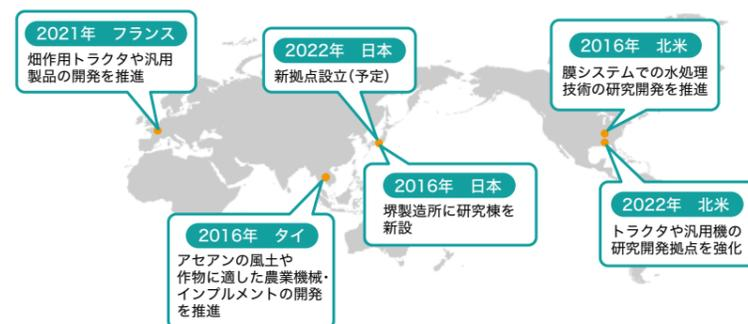 2021年 フランス
畑作用トラクタや汎用
製品の開発を推進
2022年 日本
新拠点設立(予定)
2016年 北米
膜システムでの水処理
技術の研究開発を推進
2016年 日本
堺製造所に研究棟を
新設
2022年 北米
トラクタや汎用機の
研究開発拠点を強化
2016年 タイ
アセアンの風土や
作物に適した農業機械・
インプルメントの開発
を推進